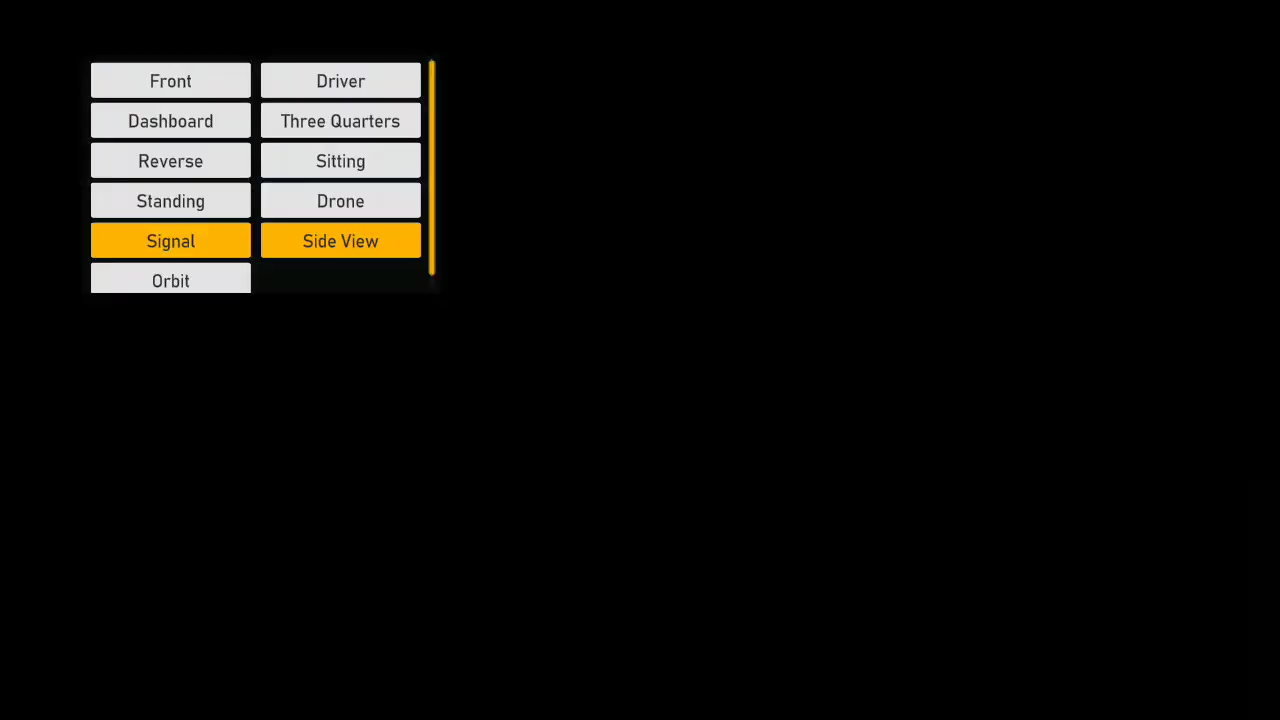 Front Driver
Dashboard Three Quarters
Reverse Sitting
Standing Drone
Signal Side View
Orbit